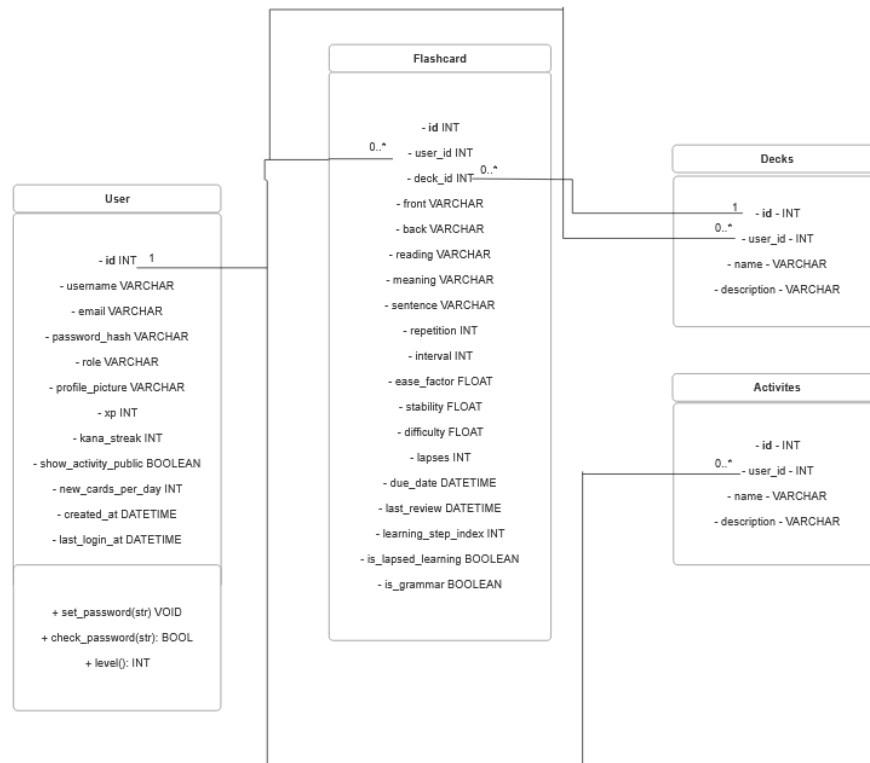 User
- id INT 1
- username VARCHAR
- email VARCHAR
- password_hash VARCHAR
- role VARCHAR
- profile_picture VARCHAR
- xp INT
- kana_streak INT
- show_activity_public BOOLEAN
- new_cards_per_day INT
- created_at DATETIME
- last_login_at DATETIME
+ set_password(str) VOID
+ check_password(str): BOOL
+ level(): INT
Flashcard
- id INT
0..* - user_id INT
- deck_id INT 0..*
- front VARCHAR
- back VARCHAR
- reading VARCHAR
- meaning VARCHAR
- sentence VARCHAR
- repetition INT
- interval INT
- ease_factor FLOAT
- stability FLOAT
- difficulty FLOAT
- lapses INT
- due_date DATETIME
- last_review DATETIME
- learning_step_index INT
- is_lapsed_learning BOOLEAN
- is_grammar BOOLEAN
Decks
1 - id - INT
0..* - user_id - INT
- name - VARCHAR
- description - VARCHAR
Activites
- id - INT
0..* - user_id - INT
- name - VARCHAR
- description - VARCHAR